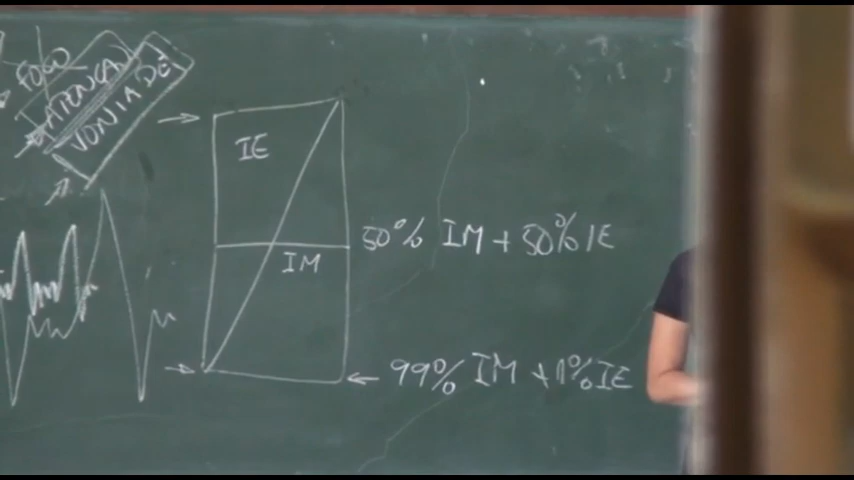 FOCO
ATENÇÃO
VONTADE
IE
IM
50% IM + 50% IE
99% IM + 1% IE